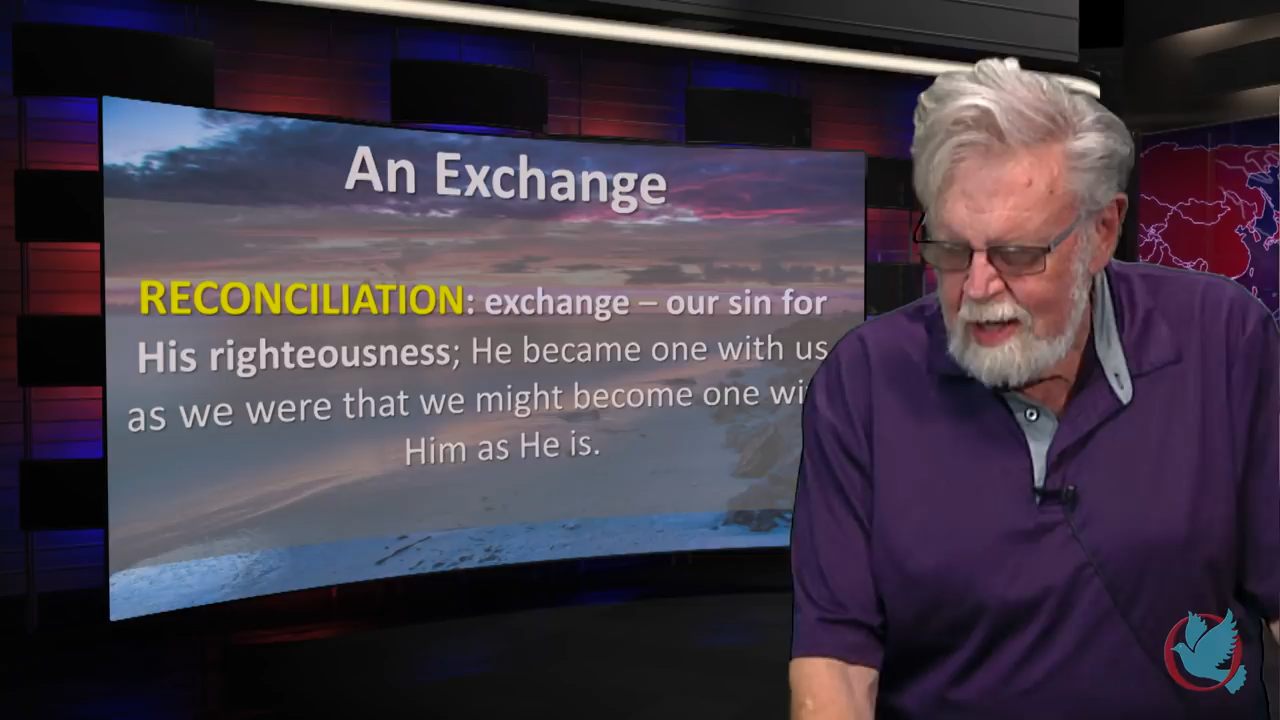 An Exchange
RECONCILIATION: exchange – our sin for
His righteousness; He became one with us
as we were that we might become one
Him as He is.